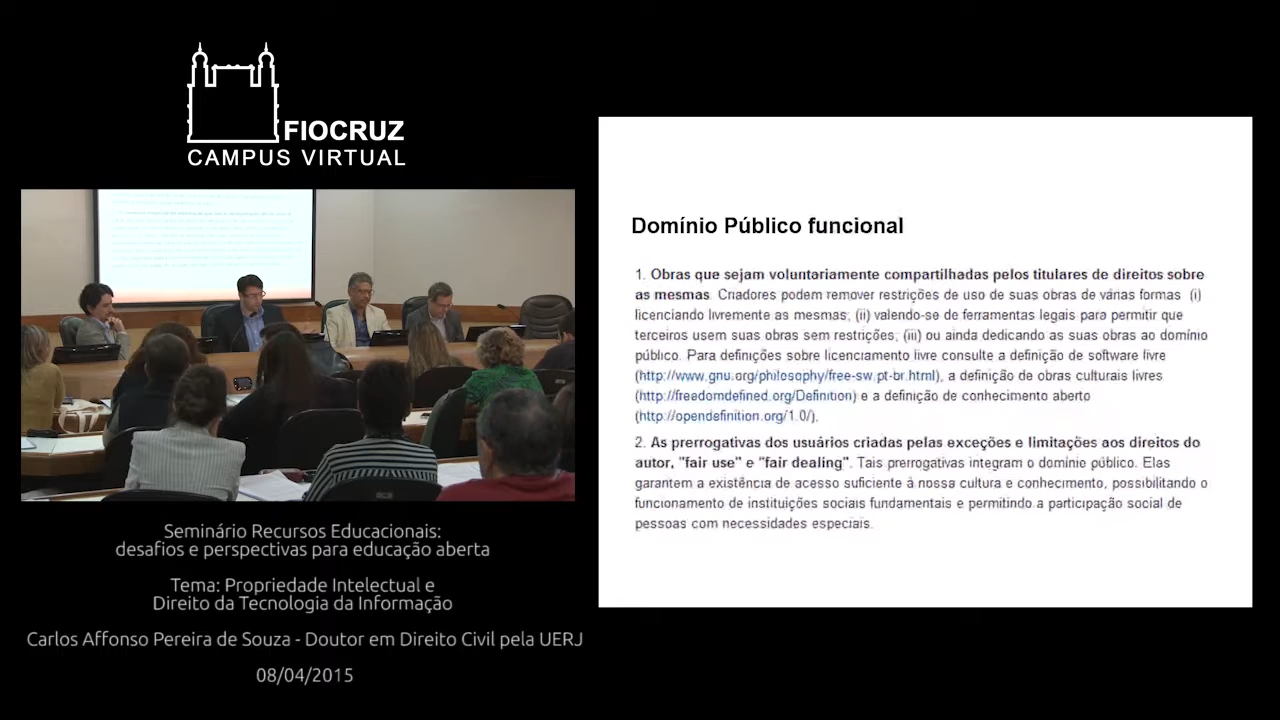 FIOCRUZ
CAMPUS VIRTUAL
Seminário Recursos Educacionais:
desafios e perspectivas para educação aberta
Tema: Propriedade Intelectual e
Direito da Tecnologia da Informação
Carlos Affonso Pereira de Souza - Doutor em Direito Civil pela UERJ
08/04/2015
Domínio Público funcional
1. Obras que sejam voluntariamente compartilhadas pelos titulares de direitos sobre
as mesmas. Criadores podem remover restrições de uso de suas obras de várias formas (i)
licenciando livremente as mesmas; (ii) valendo-se de ferramentas legais para permitir que
terceiros usem suas obras sem restrições; (iii) ou ainda dedicando as suas obras ao domínio
público. Para definições sobre licenciamento livre consulte a definição de software livre
(http://www.gnu.org/philosophy/free-sw.pt-br.html), a definição de obras culturais livres
(http://freedomdefined.org/Definition) e a definição de conhecimento aberto
(http://opendefinition.org/1.0/).
2. As prerrogativas dos usuários criadas pelas exceções e limitações aos direitos do
autor, "fair use" e "fair dealing". Tais prerrogativas integram o domínio público. Elas
garantem a existência de acesso suficiente à nossa cultura e conhecimento, possibilitando o
funcionamento de instituições sociais fundamentais e permitindo a participação social de
pessoas com necessidades especiais.